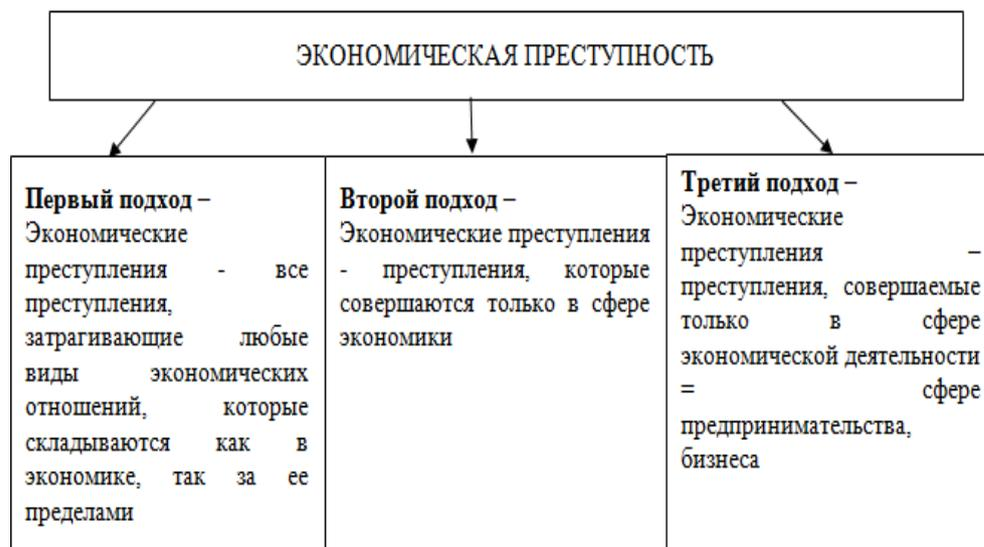 ЭКОНОМИЧЕСКАЯ ПРЕСТУПНОСТЬ
Первый подход –
Экономические
преступления - все
преступления,
затрагивающие любые
виды экономических
отношений, которые
складываются как в
экономике, так за ее
пределами
Второй подход –
Экономические преступления
- преступления, которые
совершаются только в сфере
экономики
Третий подход –
Экономические
преступления –
преступления, совершаемые
только в сфере
экономической деятельности
= сфере
предпринимательства,
бизнеса